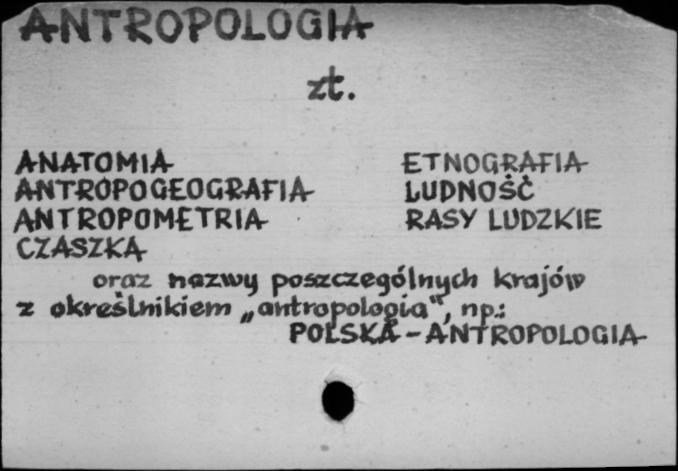 ANTROPOLOGIA
zt.
ANATOMIA ETNOGRAFIA
ANTROPOGEOGRAFIA LUDNOŚĆ
ANTROPOMETRIA RASY LUDZKIE
CZASZKA
oraz nazwy poszczególnych krajów
z określnikiem „antropologia", np.:
POLSKA - ANTROPOLOGIA